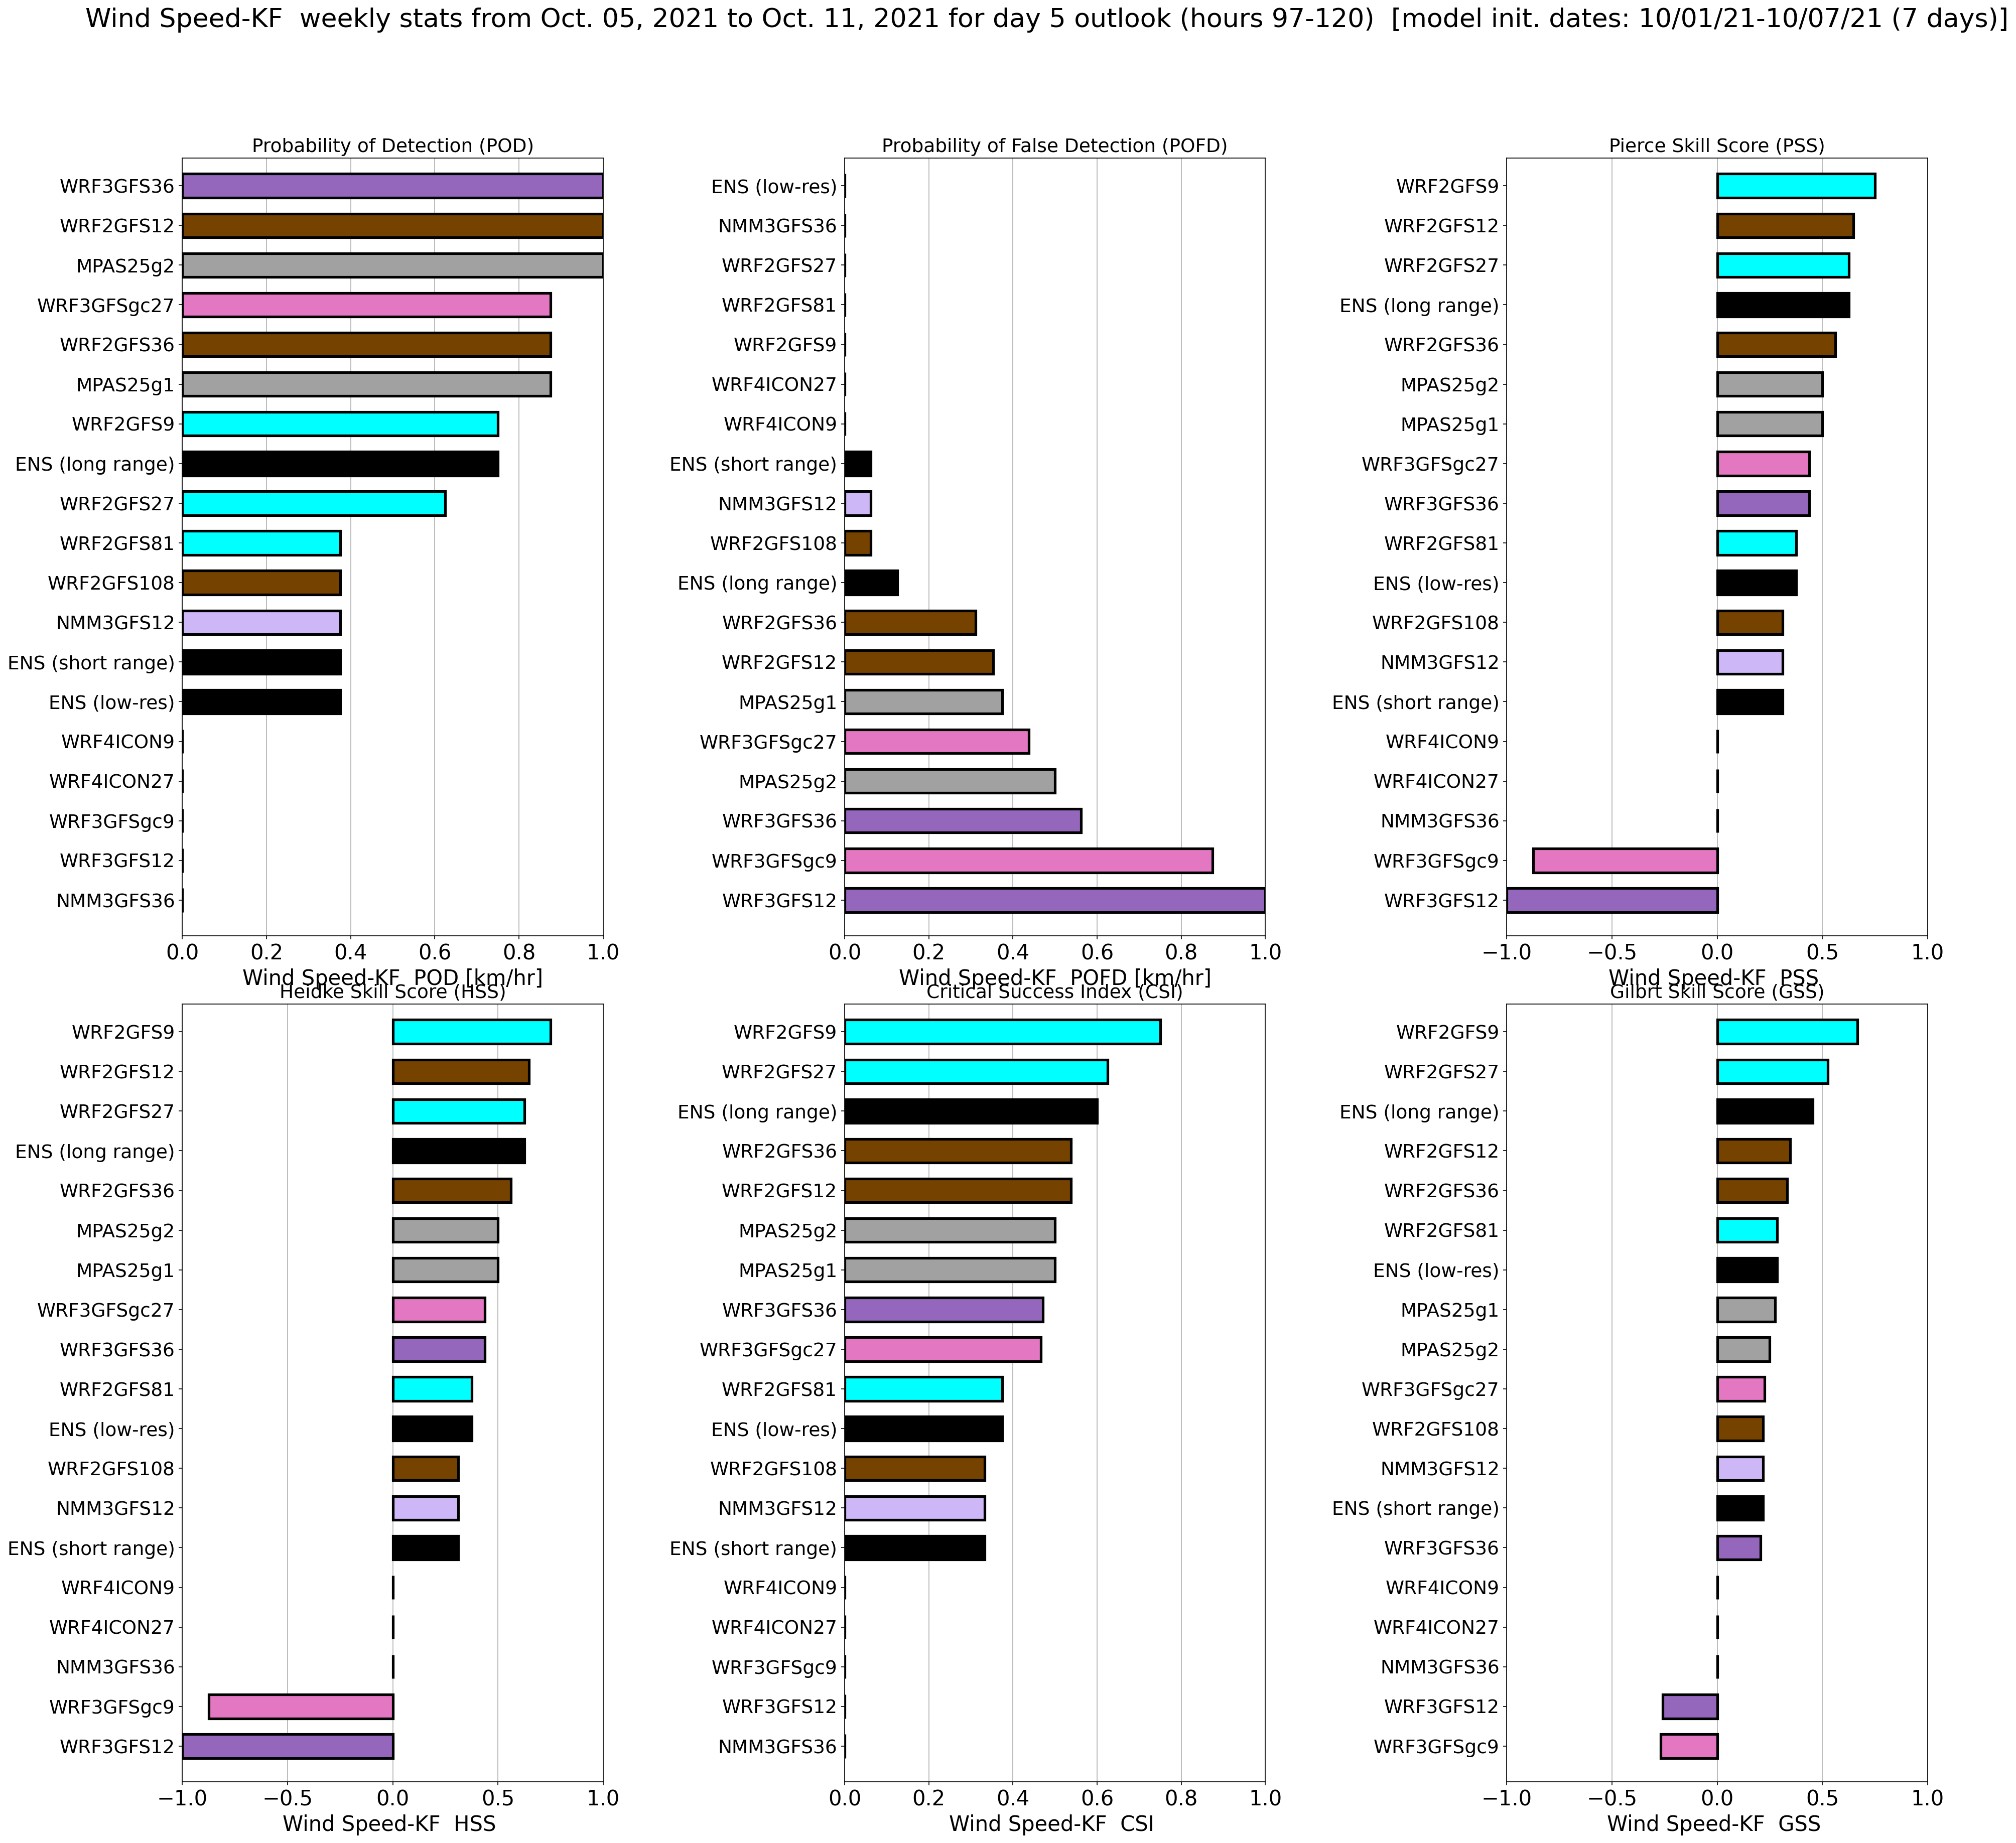 Wind Speed-KF  weekly stats from Oct. 05, 2021 to Oct. 11, 2021 for day 5 outlook (hours 97-120)  [model init. dates: 10/01/21-10/07/21 (7 days)]
Probability of Detection (POD)
WRF3GFS36
WRF2GFS12
MPAS25g2
WRF3GFSgc27
WRF2GFS36
MPAS25g1
WRF2GFS9
ENS (long range)
WRF2GFS27
WRF2GFS81
WRF2GFS108
NMM3GFS12
ENS (short range)
ENS (low-res)
WRF4ICON9
WRF4ICON27
WRF3GFSgc9
WRF3GFS12
NMM3GFS36
0.0 0.2 0.4 0.6 0.8 1.0
Wind Speed-KF  POD [km/hr]
Probability of False Detection (POFD)
ENS (low-res)
NMM3GFS36
WRF2GFS27
WRF2GFS81
WRF2GFS9
WRF4ICON27
WRF4ICON9
ENS (short range)
NMM3GFS12
WRF2GFS108
ENS (long range)
WRF2GFS36
WRF2GFS12
MPAS25g1
WRF3GFSgc27
MPAS25g2
WRF3GFS36
WRF3GFSgc9
WRF3GFS12
0.0 0.2 0.4 0.6 0.8 1.0
Wind Speed-KF  POFD [km/hr]
Pierce Skill Score (PSS)
WRF2GFS9
WRF2GFS12
WRF2GFS27
ENS (long range)
WRF2GFS36
MPAS25g2
MPAS25g1
WRF3GFSgc27
WRF3GFS36
WRF2GFS81
ENS (low-res)
WRF2GFS108
NMM3GFS12
ENS (short range)
WRF4ICON9
WRF4ICON27
NMM3GFS36
WRF3GFSgc9
WRF3GFS12
−1.0 −0.5 0.0 0.5 1.0
Wind Speed-KF  PSS
Heidke Skill Score (HSS)
WRF2GFS9
WRF2GFS12
WRF2GFS27
ENS (long range)
WRF2GFS36
MPAS25g2
MPAS25g1
WRF3GFSgc27
WRF3GFS36
WRF2GFS81
ENS (low-res)
WRF2GFS108
NMM3GFS12
ENS (short range)
WRF4ICON9
WRF4ICON27
NMM3GFS36
WRF3GFSgc9
WRF3GFS12
−1.0 −0.5 0.0 0.5 1.0
Wind Speed-KF  HSS
Critical Success Index (CSI)
WRF2GFS9
WRF2GFS27
ENS (long range)
WRF2GFS36
WRF2GFS12
MPAS25g2
MPAS25g1
WRF3GFS36
WRF3GFSgc27
WRF2GFS81
ENS (low-res)
WRF2GFS108
NMM3GFS12
ENS (short range)
WRF4ICON9
WRF4ICON27
WRF3GFSgc9
WRF3GFS12
NMM3GFS36
0.0 0.2 0.4 0.6 0.8 1.0
Wind Speed-KF  CSI
Gilbrt Skill Score (GSS)
WRF2GFS9
WRF2GFS27
ENS (long range)
WRF2GFS12
WRF2GFS36
WRF2GFS81
ENS (low-res)
MPAS25g1
MPAS25g2
WRF3GFSgc27
WRF2GFS108
NMM3GFS12
ENS (short range)
WRF3GFS36
WRF4ICON9
WRF4ICON27
NMM3GFS36
WRF3GFS12
WRF3GFSgc9
−1.0 −0.5 0.0 0.5 1.0
Wind Speed-KF  GSS